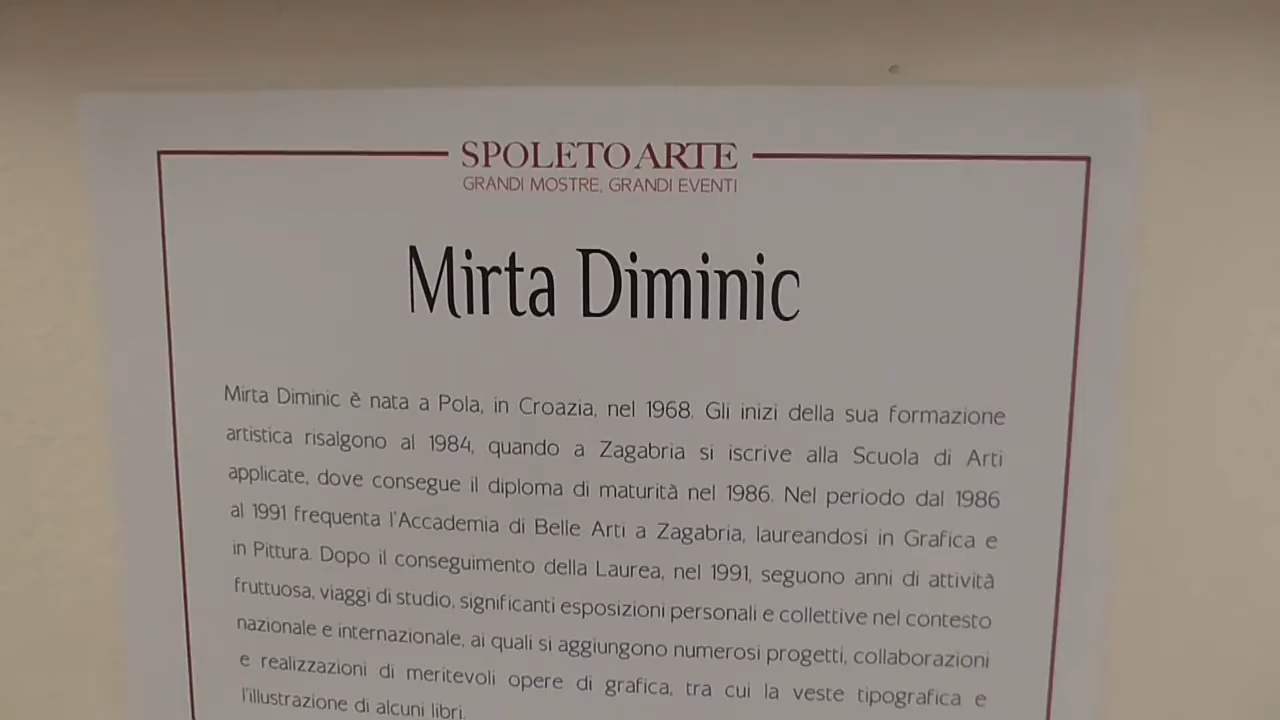 SPOLETO ARTE
GRANDI MOSTRE, GRANDI EVENTI
Mirta Diminic
Mirta Diminic è nata a Pola, in Croazia, nel 1968. Gli inizi della sua formazione
artistica risalgono al 1984, quando a Zagabria si iscrive alla Scuola di Arti
applicate, dove consegue il diploma di maturità nel 1986. Nel periodo dal 1986
al 1991 frequenta l'Accademia di Belle Arti a Zagabria, laureandosi in Grafica e
in Pittura. Dopo il conseguimento della Laurea, nel 1991, seguono anni di attività
fruttuosa, viaggi di studio, significanti esposizioni personali e collettive nel contesto
nazionale e internazionale, ai quali si aggiungono numerosi progetti, collaborazioni
e realizzazioni di meritevoli opere di grafica, tra cui la veste tipografica e
l'illustrazione di alcuni libri.